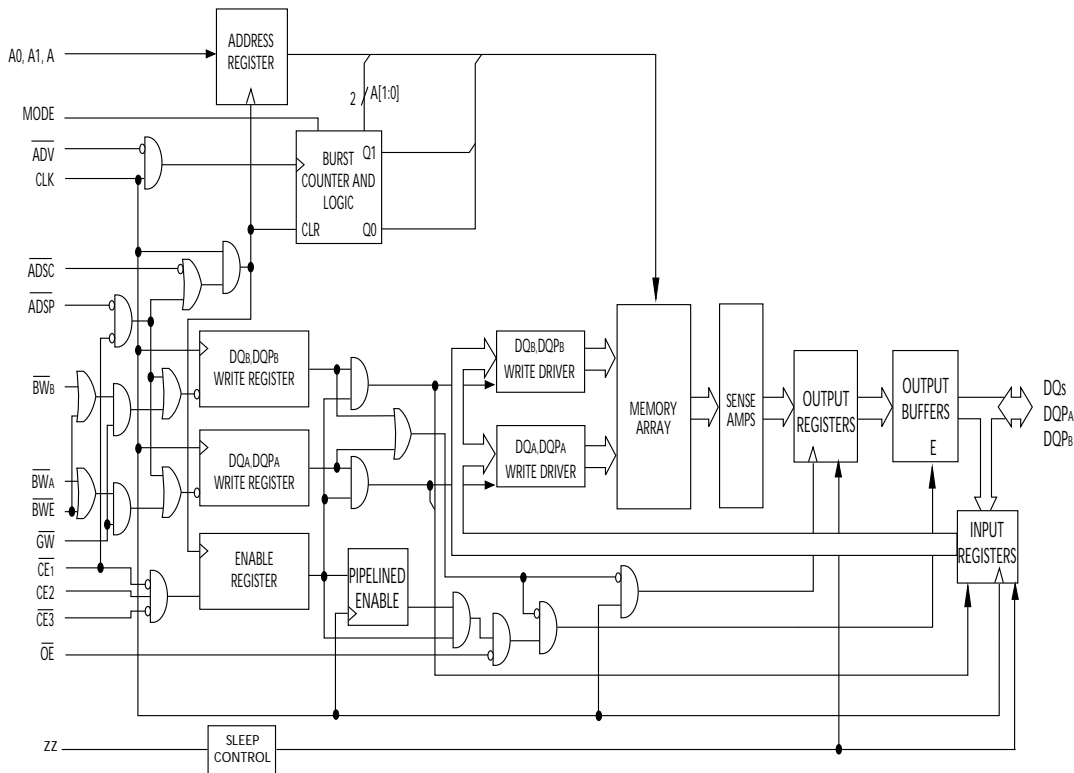 ADDRESS
REGISTER
A0, A1, A
2
A[1:0]
MODE
ADV
CLK
BURST
COUNTER AND
LOGIC
Q1
CLR
Q0
ADSC
ADSP
DQB,DQPB
WRITE REGISTER
DQB,DQPB
WRITE DRIVER
MEMORY
ARRAY
SENSE
AMPS
OUTPUT
REGISTERS
OUTPUT
BUFFERS
E
DQS
DQPA
DQPB
BWB
DQA,DQPA
WRITE REGISTER
DQA,DQPA
WRITE DRIVER
BWA
BWE
GW
CE1
CE2
CE3
ENABLE
REGISTER
PIPELINED
ENABLE
INPUT
REGISTERS
OE
ZZ
SLEEP
CONTROL